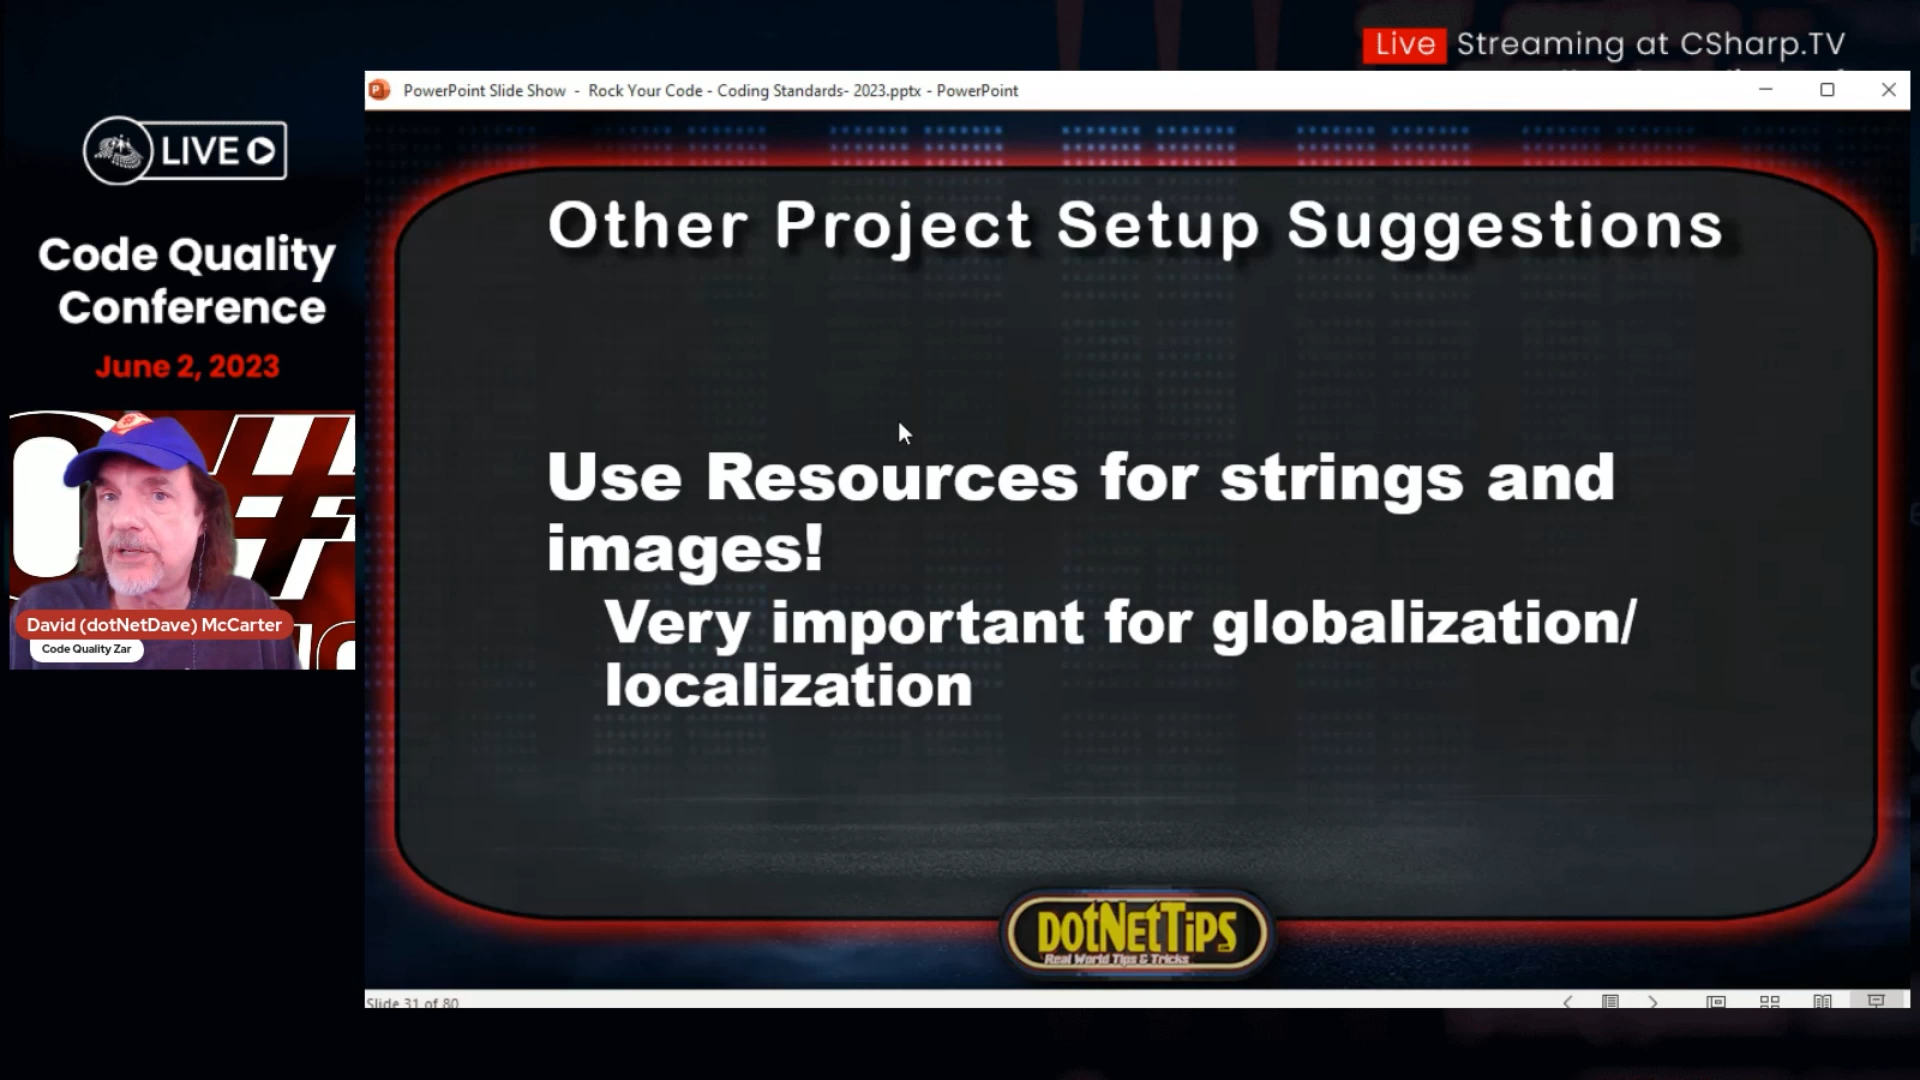 Live Streaming at CSharp.TV
PowerPoint Slide Show - Rock Your Code - Coding Standards- 2023.pptx - PowerPoint
LIVE
Code Quality
Conference
June 2, 2023
David (dotNetDave) McCarter
Code Quality Zar
Other Project Setup Suggestions
Use Resources for strings and
images!
Very important for globalization/
localization
dotNetTips
Real World Tips & Tricks
Slide 31 of 80